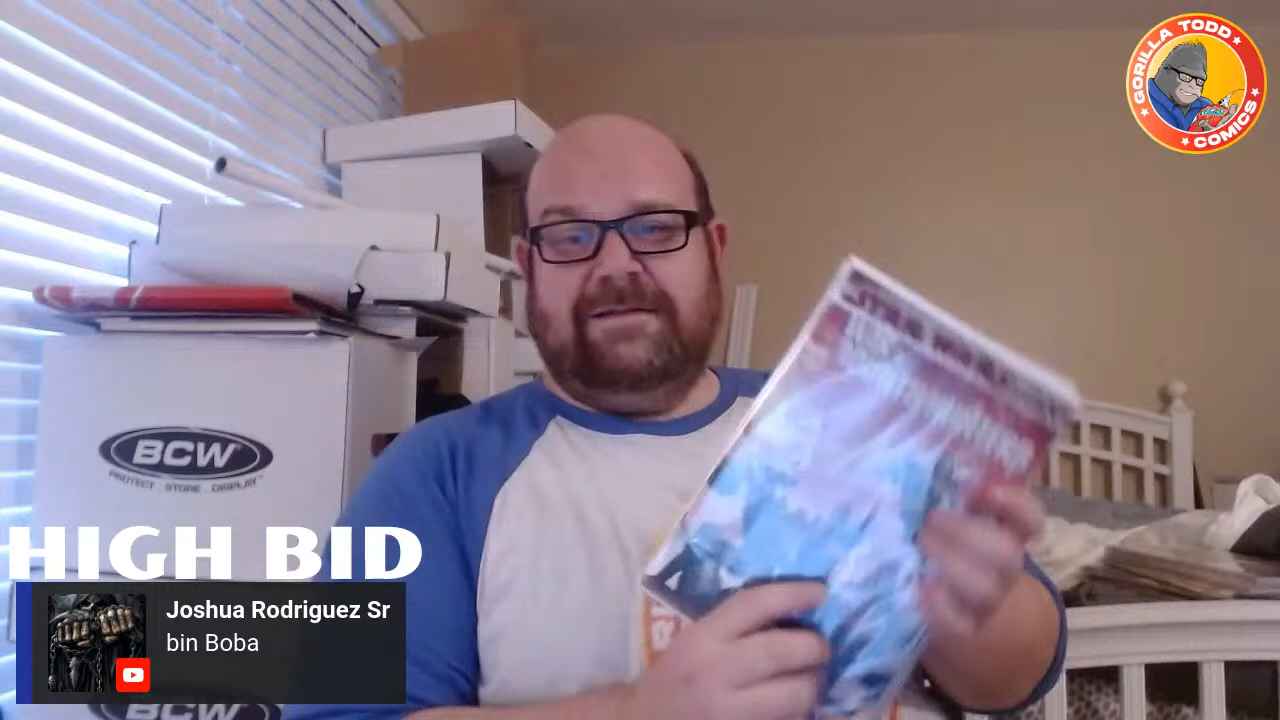 GORILLA TODD
COMICS
BCW
PROTECT . STORE . DISPLAY
HIGH BID
Joshua Rodriguez Sr
bin Boba
BCW